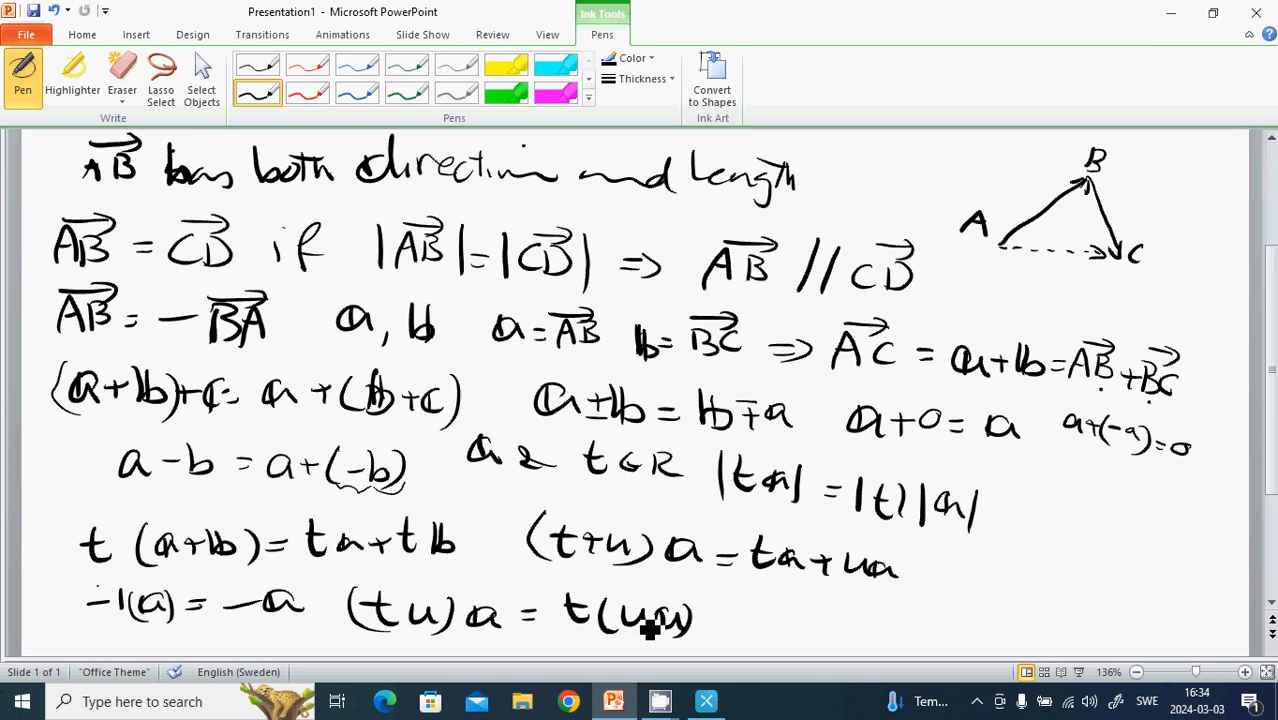 Presentation1 - Microsoft PowerPoint
Ink Tools
File Home Insert Design Transitions Animations Slide Show Review View Pens
Pen Highlighter Eraser Lasso Select Select Objects
Color
Thickness
Convert to Shapes
Write Pens Ink Art
AB has both direction and length
A B C
AB = CD if |AB| = |CD| => AB // CD
AB = -BA a, b a = AB b = BC => AC = a+b = AB + BC
(a+b)+c = a+(b+c) a±b = b∓a a+0 = a a+(-a)=0
a-b = a+(-b) a & t ∈ R |ta| = |t||a|
t(a+b) = ta+tb (t+u)a = ta+ua
-1(a) = -a (tu)a = t(ua)
Slide 1 of 1 "Office Theme" English (Sweden) 136%
Type here to search Tem... SWE 16:34
2024-03-03 1